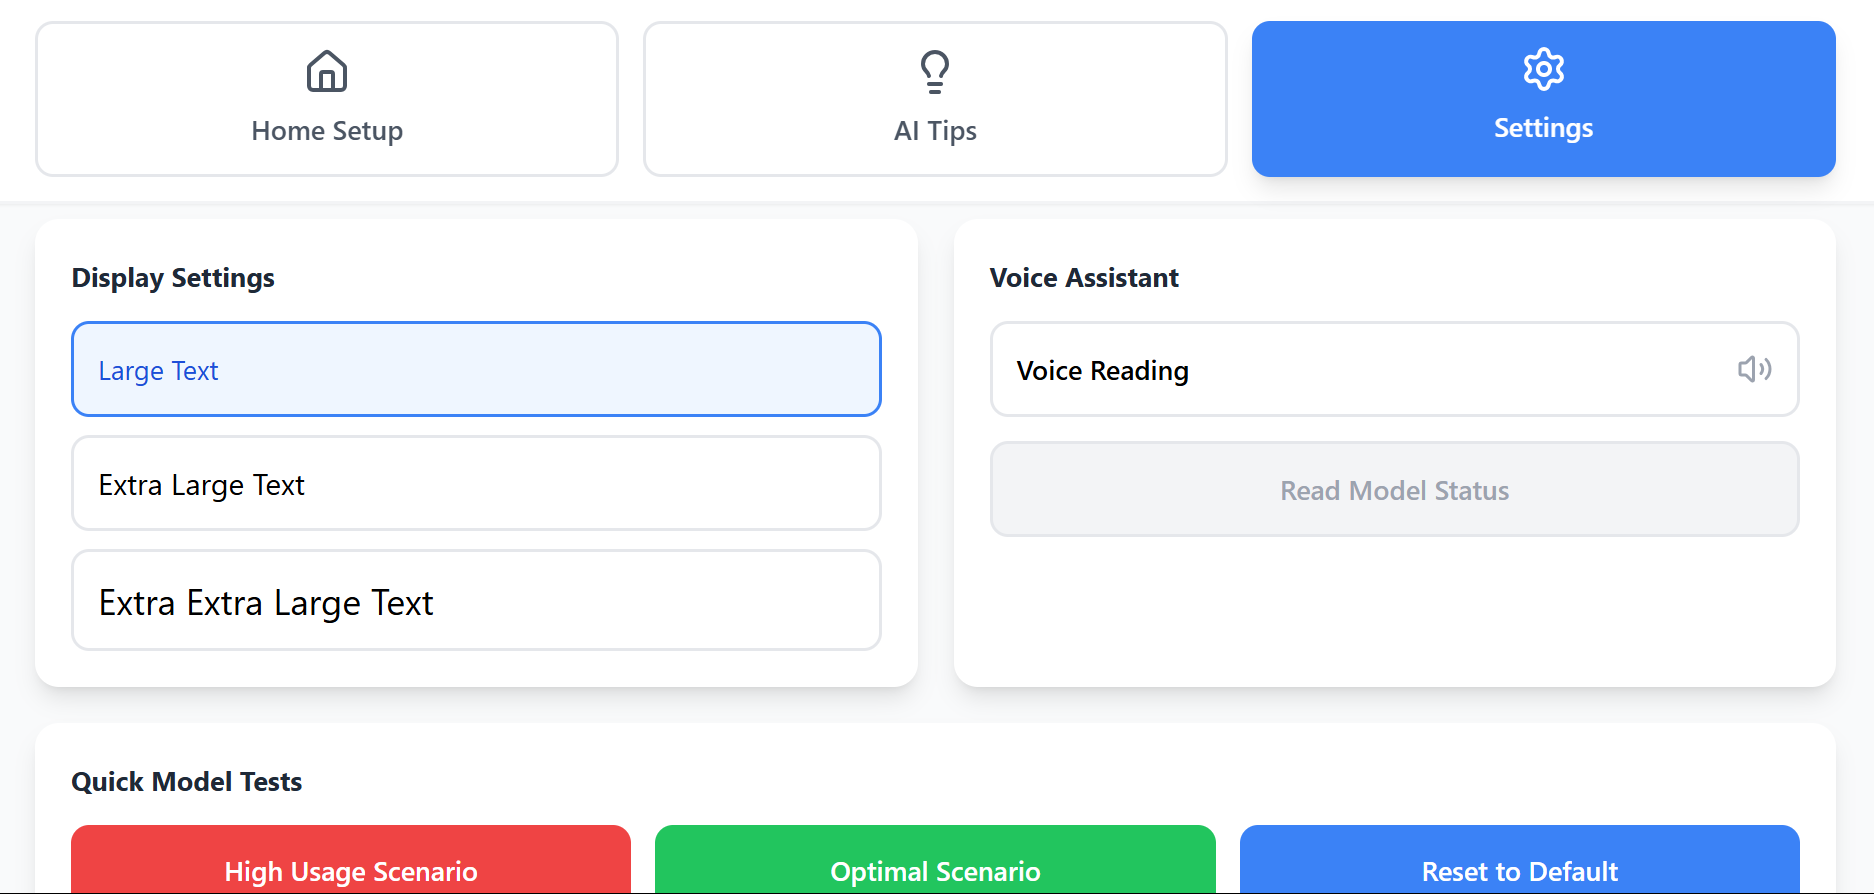 Home Setup
AI Tips
Settings
Display Settings
Large Text
Extra Large Text
Extra Extra Large Text
Voice Assistant
Voice Reading
Read Model Status
Quick Model Tests
High Usage Scenario
Optimal Scenario
Reset to Default